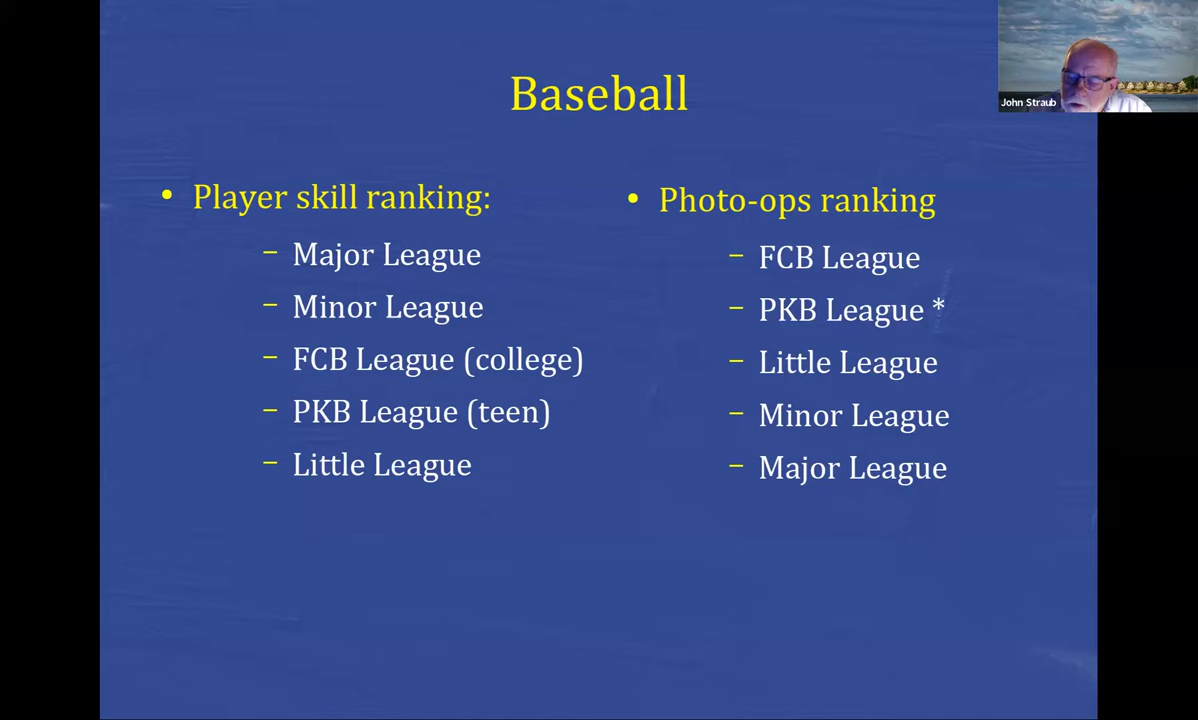 Baseball
John Straub
• Player skill ranking:
– Major League
– Minor League
– FCB League (college)
– PKB League (teen)
– Little League
• Photo-ops ranking
– FCB League
– PKB League *
– Little League
– Minor League
– Major League